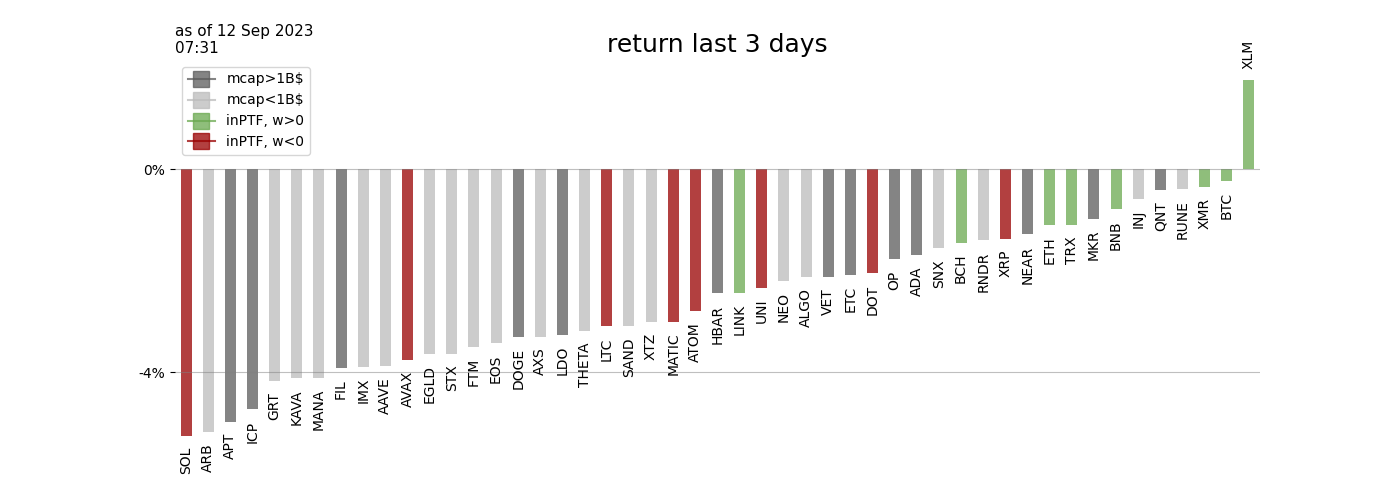 as of 12 Sep 2023
07:31
return last 3 days
mcap>1B$
mcap<1B$
inPTF, w>0
inPTF, w<0
0%
-4%
SOL
ARB
APT
ICP
GRT
KAVA
MANA
FIL
IMX
AAVE
AVAX
EGLD
STX
FTM
EOS
DOGE
AXS
LDO
THETA
LTC
SAND
XTZ
MATIC
ATOM
HBAR
LINK
UNI
NEO
ALGO
VET
ETC
DOT
OP
ADA
SNX
BCH
RNDR
XRP
NEAR
ETH
TRX
MKR
BNB
INJ
QNT
RUNE
XMR
BTC
XLM